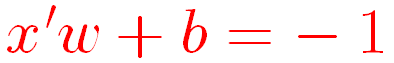 x'w + b = - 1